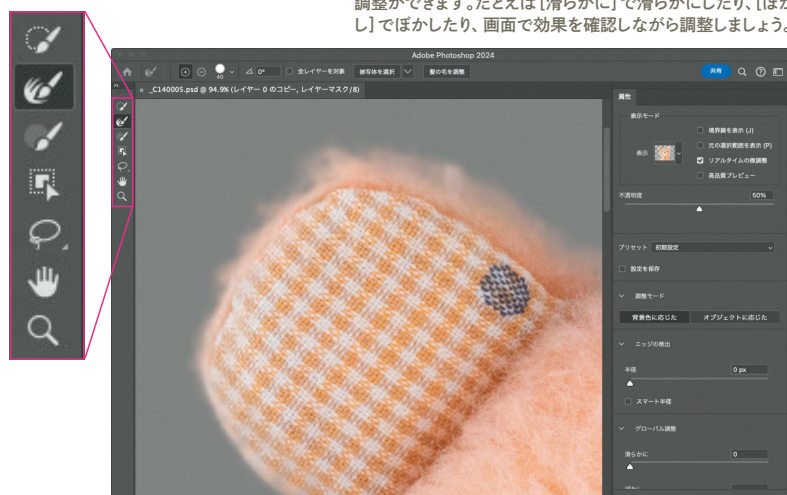 調整ができます。たとえば［滑らかに］で滑らかにしたり、［ぼか
し］でぼかしたり、画面で効果を確認しながら調整しましょう。
Adobe Photoshop 2024
40
0°
全レイヤーを対象
被写体を選択
髪の毛を調整
共有
× _C140005.psd @ 94.9% (レイヤー 0 のコピー, レイヤーマスク/8)
属性
表示モード
境界線を表示 (J)
元の選択範囲を表示 (P)
表示
リアルタイムの微調整
高品質プレビュー
不透明度 50%
プリセット 初期設定
設定を保存
調整モード
背景色に応じた オブジェクトに応じた
エッジの検出
半径 0 px
スマート半径
グローバル調整
滑らかに 0